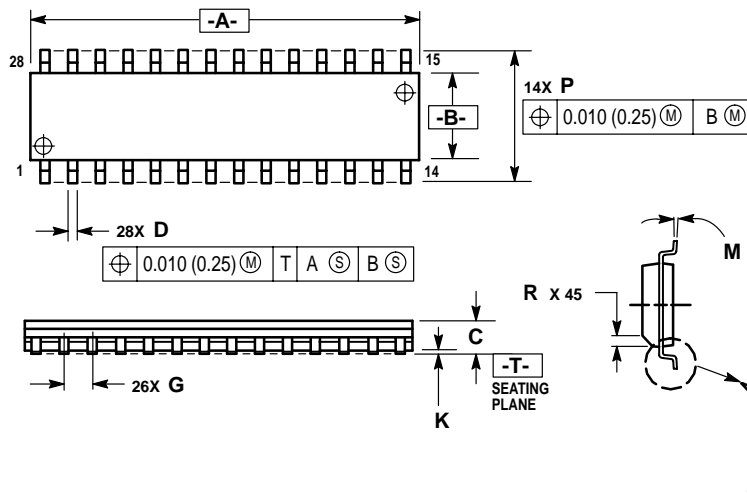 -A-
28
15
14X P
0.010 (0.25) Ⓜ B Ⓜ
-B-
1
14
28X D
0.010 (0.25) Ⓜ T A Ⓢ B Ⓢ
M
R X 45
C
-T-
SEATING
PLANE
26X G
K